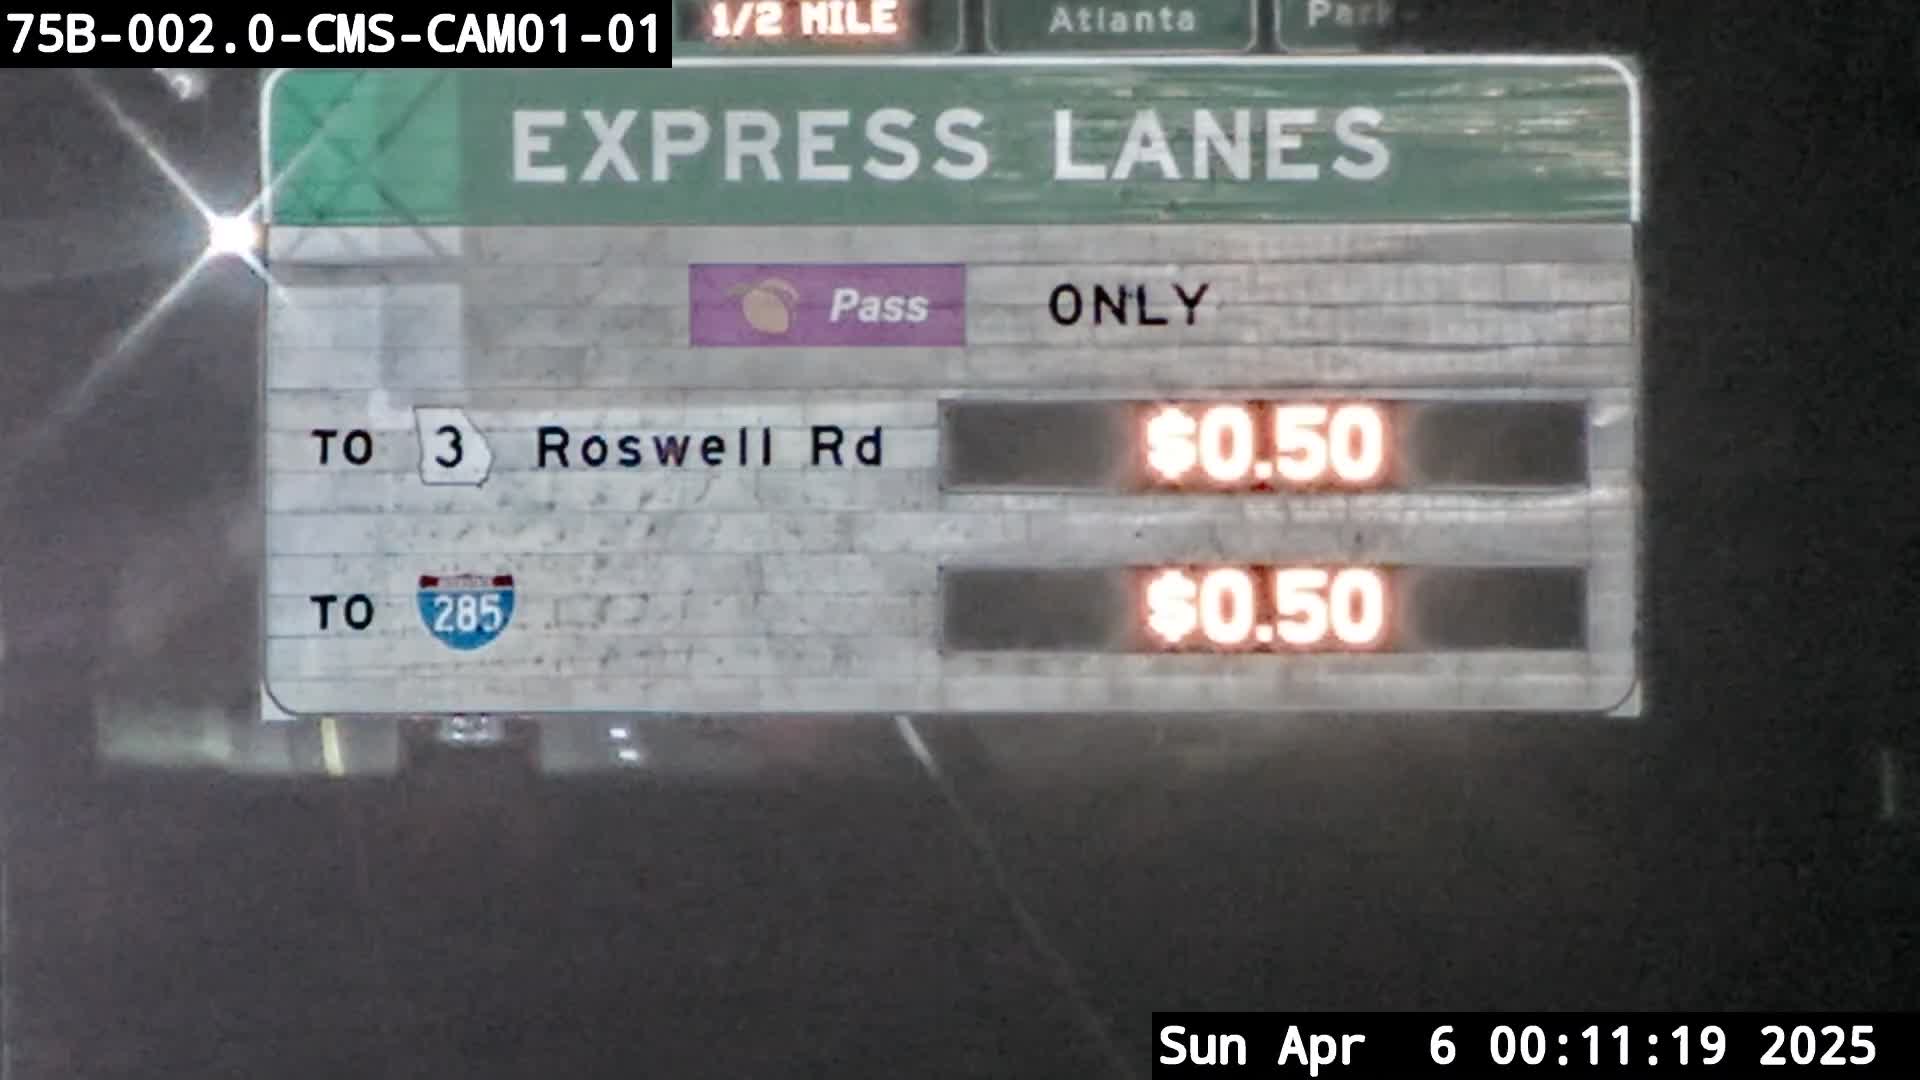 75B-002.0-CMS-CAM01-01
1/2 MILE
Atlanta
EXPRESS LANES
Pass ONLY
TO 3 Roswell Rd $0.50
TO 285 $0.50
Sun Apr 6 00:11:19 2025